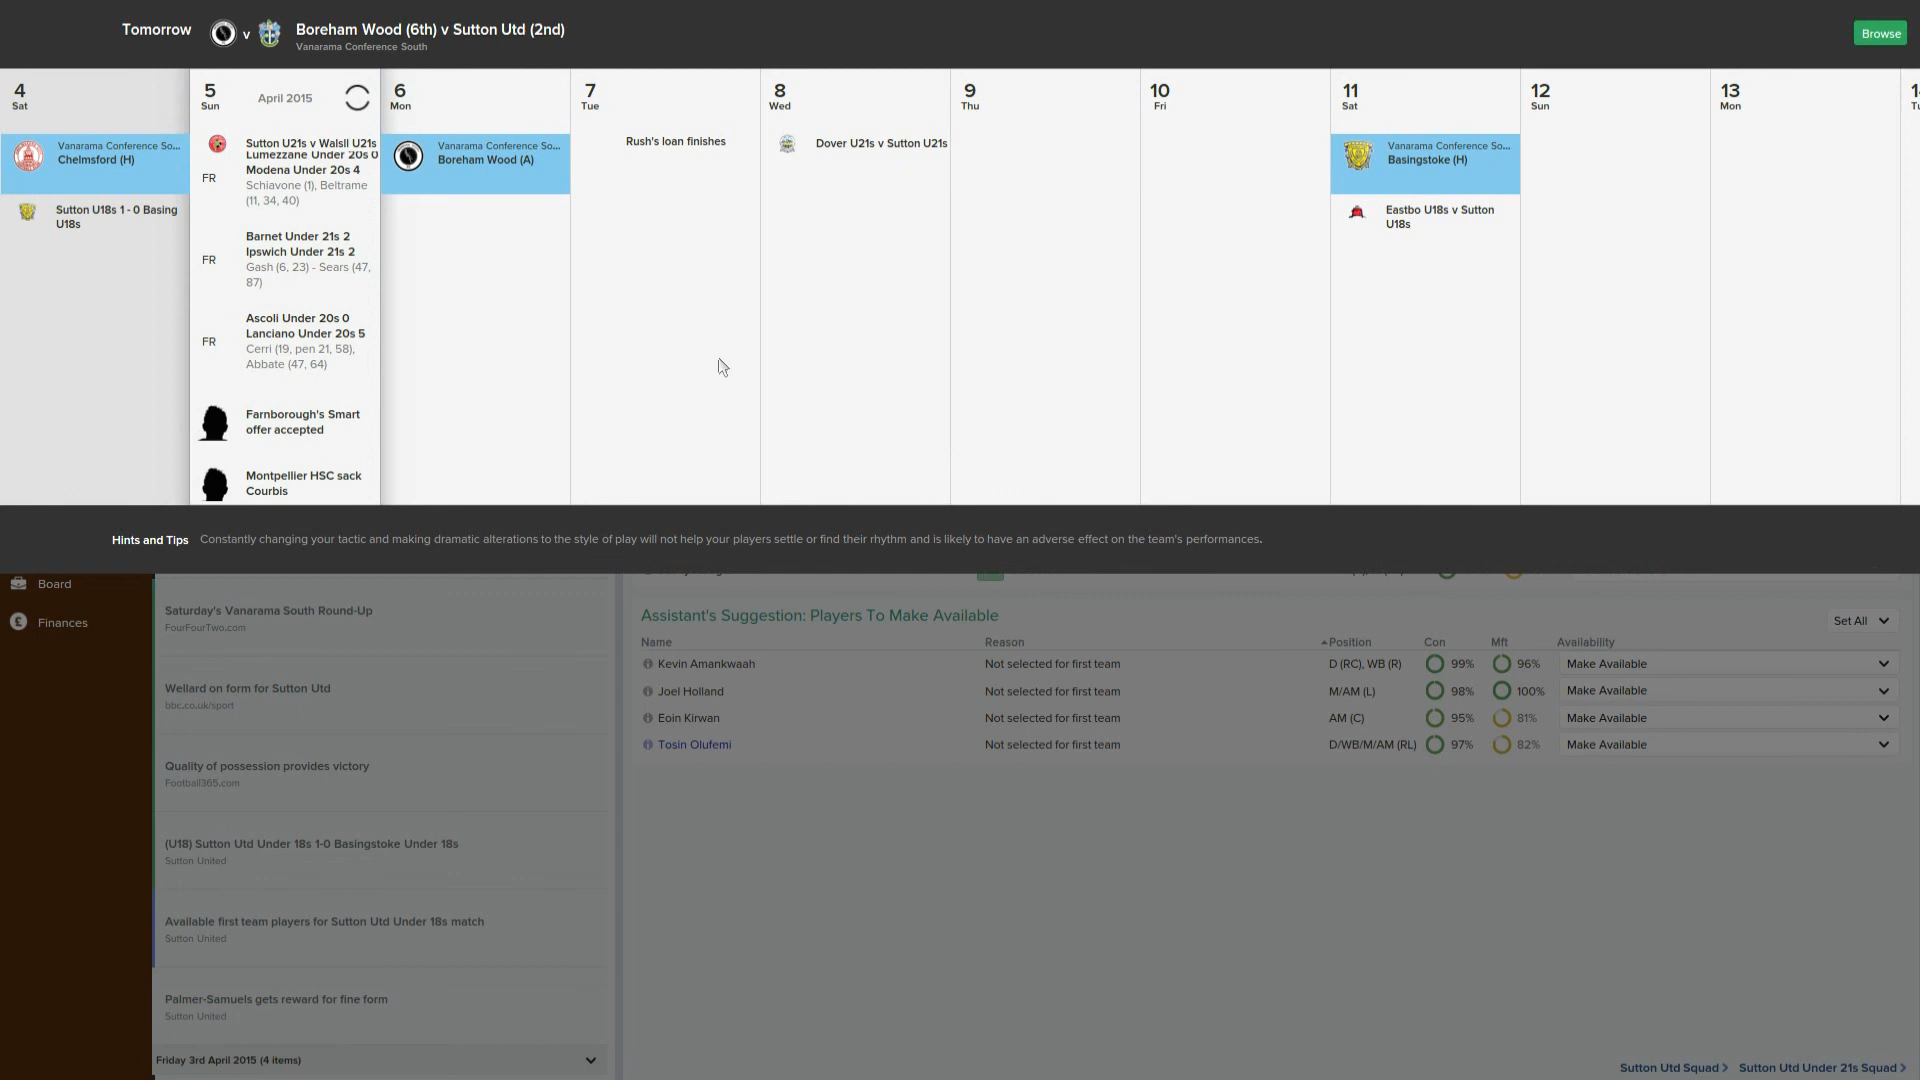 Tomorrow
v
Boreham Wood (6th) v Sutton Utd (2nd)
Vanarama Conference South
Browse
4
Sat
Vanarama Conference So...
Chelmsford (H)
Sutton U18s 1 - 0 Basing
U18s
5
Sun
April 2015
Sutton U21s v Walsll U21s
FR
Lumezzane Under 20s 0
Modena Under 20s 4
Schiavone (1), Beltrame
(11, 34, 40)
FR
Barnet Under 21s 2
Ipswich Under 21s 2
Gash (6, 23) - Sears (47,
87)
FR
Ascoli Under 20s 0
Lanciano Under 20s 5
Cerri (19, pen 21, 58),
Abbate (47, 64)
Farnborough's Smart
offer accepted
Montpellier HSC sack
Courbis
6
Mon
Vanarama Conference So...
Boreham Wood (A)
7
Tue
Rush's loan finishes
8
Wed
Dover U21s v Sutton U21s
9
Thu
10
Fri
11
Sat
Vanarama Conference So...
Basingstoke (H)
Eastbo U18s v Sutton
U18s
12
Sun
13
Mon
Hints and Tips
Constantly changing your tactic and making dramatic alterations to the style of play will not help your players settle or find their rhythm and is likely to have an adverse effect on the team's performances.
Board
Finances
Saturday's Vanarama South Round-Up
FourFourTwo.com
Wellard on form for Sutton Utd
bbc.co.uk/sport
Quality of possession provides victory
Football365.com
(U18) Sutton Utd Under 18s 1-0 Basingstoke Under 18s
Sutton United
Available first team players for Sutton Utd Under 18s match
Sutton United
Palmer-Samuels gets reward for fine form
Sutton United
Friday 3rd April 2015 (4 items)
Assistant's Suggestion: Players To Make Available
Set All
Name Reason Position Con Mft Availability
Kevin Amankwaah Not selected for first team D (RC), WB (R) 99% 96% Make Available
Joel Holland Not selected for first team M/AM (L) 98% 100% Make Available
Eoin Kirwan Not selected for first team AM (C) 95% 81% Make Available
Tosin Olufemi Not selected for first team D/WB/M/AM (RL) 97% 82% Make Available
Sutton Utd Squad
Sutton Utd Under 21s Squad